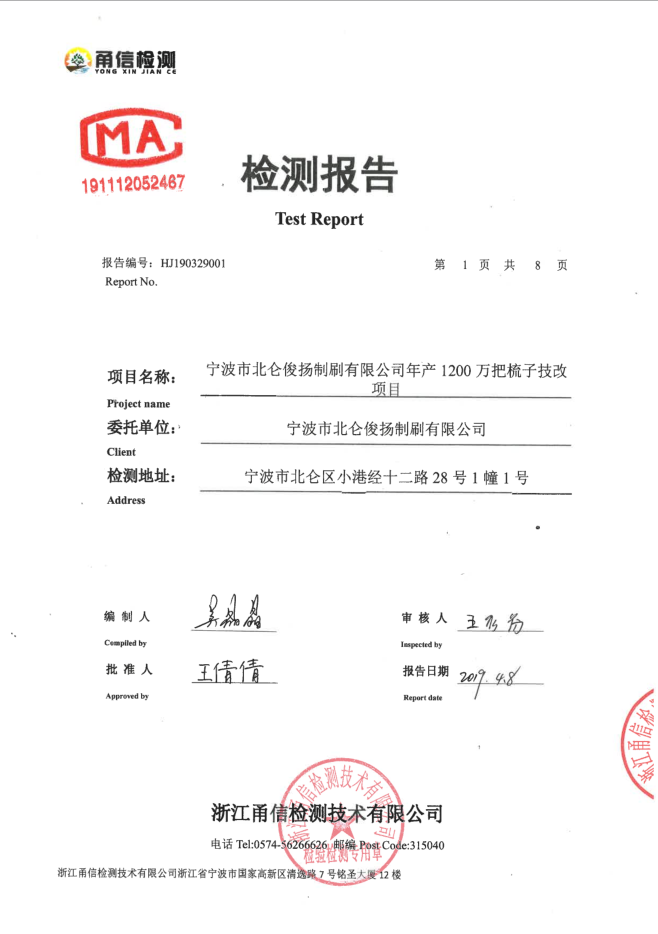 甬信检测
YONG XIN JIAN CE
CMA
191112052467
检测报告
Test Report
报告编号：HJ190329001
第 1 页 共 8 页
Report No.
项目名称：
宁波市北仑俊扬制刷有限公司年产 1200 万把梳子技改
项目
Project name
委托单位：
宁波市北仑俊扬制刷有限公司
Client
检测地址：
宁波市北仑区小港经十二路 28 号 1 幢 1 号
Address
编 制 人
审 核 人
Compiled by
Inspected by
批 准 人
王倩倩
报告日期
2019. 4.8
Approved by
Report date
浙江甬信检测
浙江甬信检测技术有限公司
检验检测专用章
浙江甬信检测技术有限公司
电话 Tel:0574-56266626 邮编 Post Code:315040
浙江甬信检测技术有限公司浙江省宁波市国家高新区清逸路 7 号铭圣大厦 12 楼